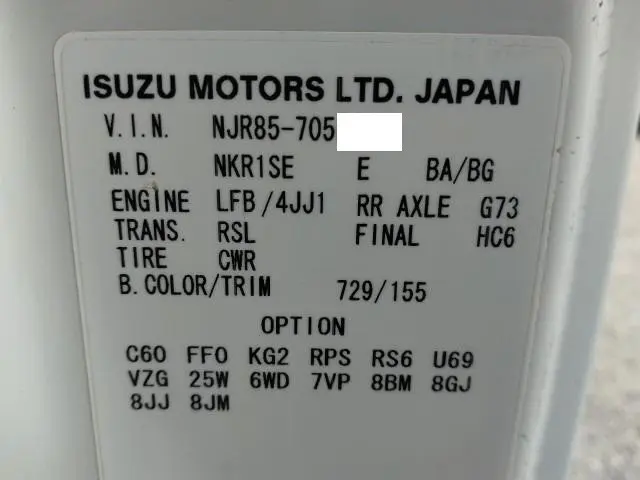 ISUZU MOTORS LTD. JAPAN
V.I.N. NJR85-705
M.D. NKR1SE E BA/BG
ENGINE LFB/4JJ1 RR AXLE G73
TRANS. RSL FINAL HC6
TIRE CWR
B.COLOR/TRIM 729/155
OPTION
C60 FF0 KG2 RPS RS6 U69
VZG 25W 6WD 7VP 8BM 8GJ
8JJ 8JM